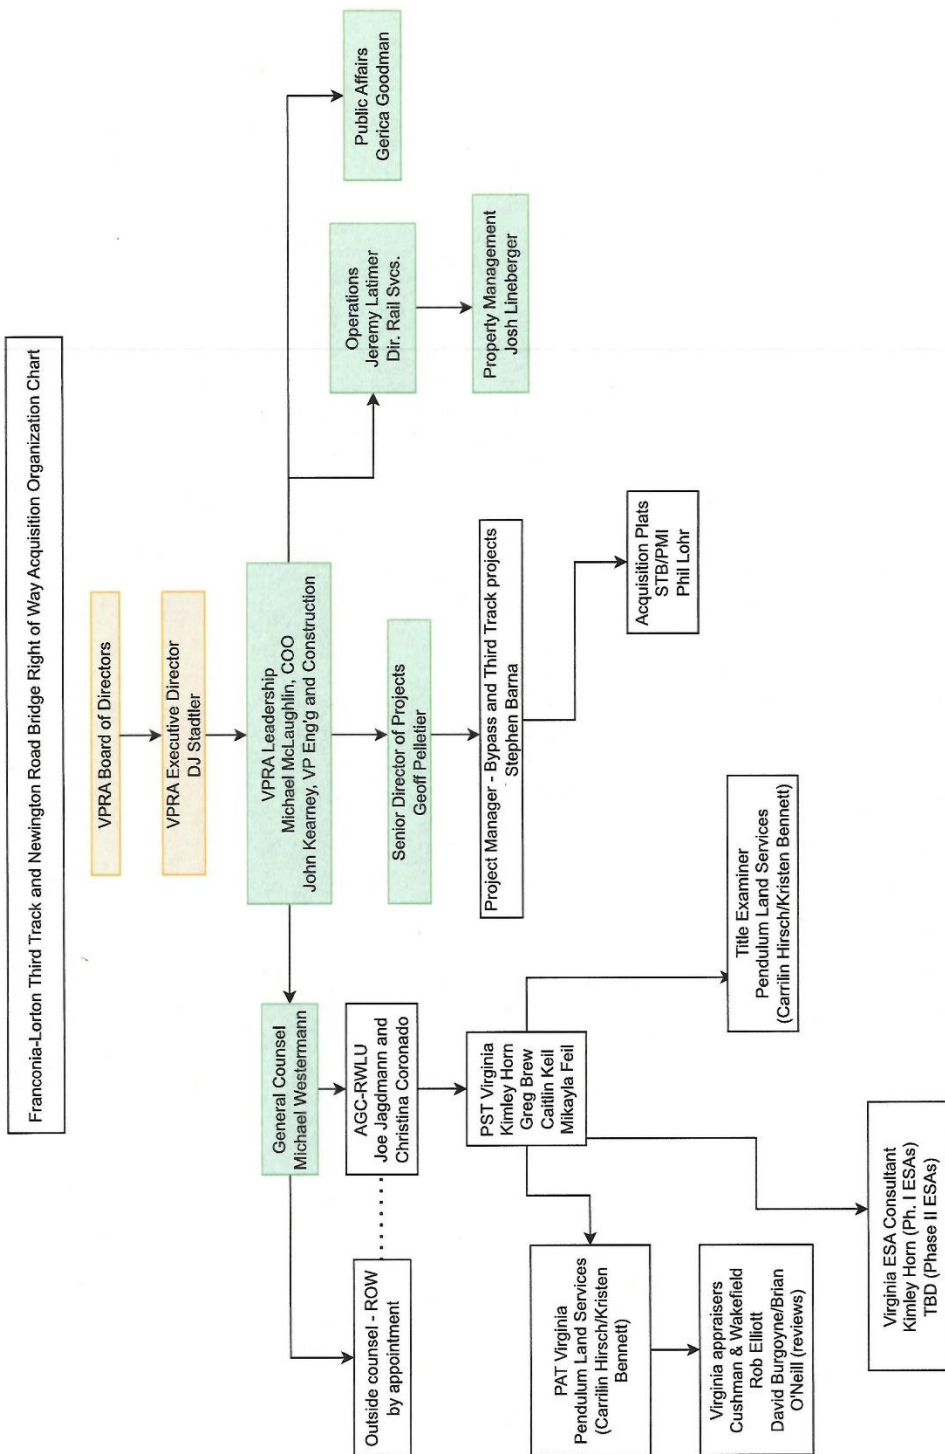 Franconia-Lorton Third Track and Newington Road Bridge Right of Way Acquisition Organization Chart
VPRA Board of Directors
VPRA Executive Director
DJ Stadtler
VPRA Leadership
Michael McLaughlin, COO
John Kearney, VP Eng'g and Construction
General Counsel
Michael Westermann
Senior Director of Projects
Geoff Pelletier
Operations
Jeremy Latimer
Dir. Rail Svcs.
Public Affairs
Gerica Goodman
Outside counsel - ROW
by appointment
AGC-RWLU
Joe Jagdmann and
Christina Coronado
Project Manager - Bypass and Third Track projects
Stephen Barna
Property Management
Josh Lineberger
PST Virginia
Kimley Horn
Greg Brew
Caitlin Keil
Mikayla Feil
Acquisition Plats
STB/PMI
Phil Lohr
PAT Virginia
Pendulum Land Services
(Carrilin Hirsch/Kristen
Bennett)
Title Examiner
Pendulum Land Services
(Carrilin Hirsch/Kristen Bennett)
Virginia appraisers
Cushman & Wakefield
Rob Elliott
David Burgoyne/Brian
O'Neill (reviews)
Virginia ESA Consultant
Kimley Horn (Ph. I ESAs)
TBD (Phase II ESAs)